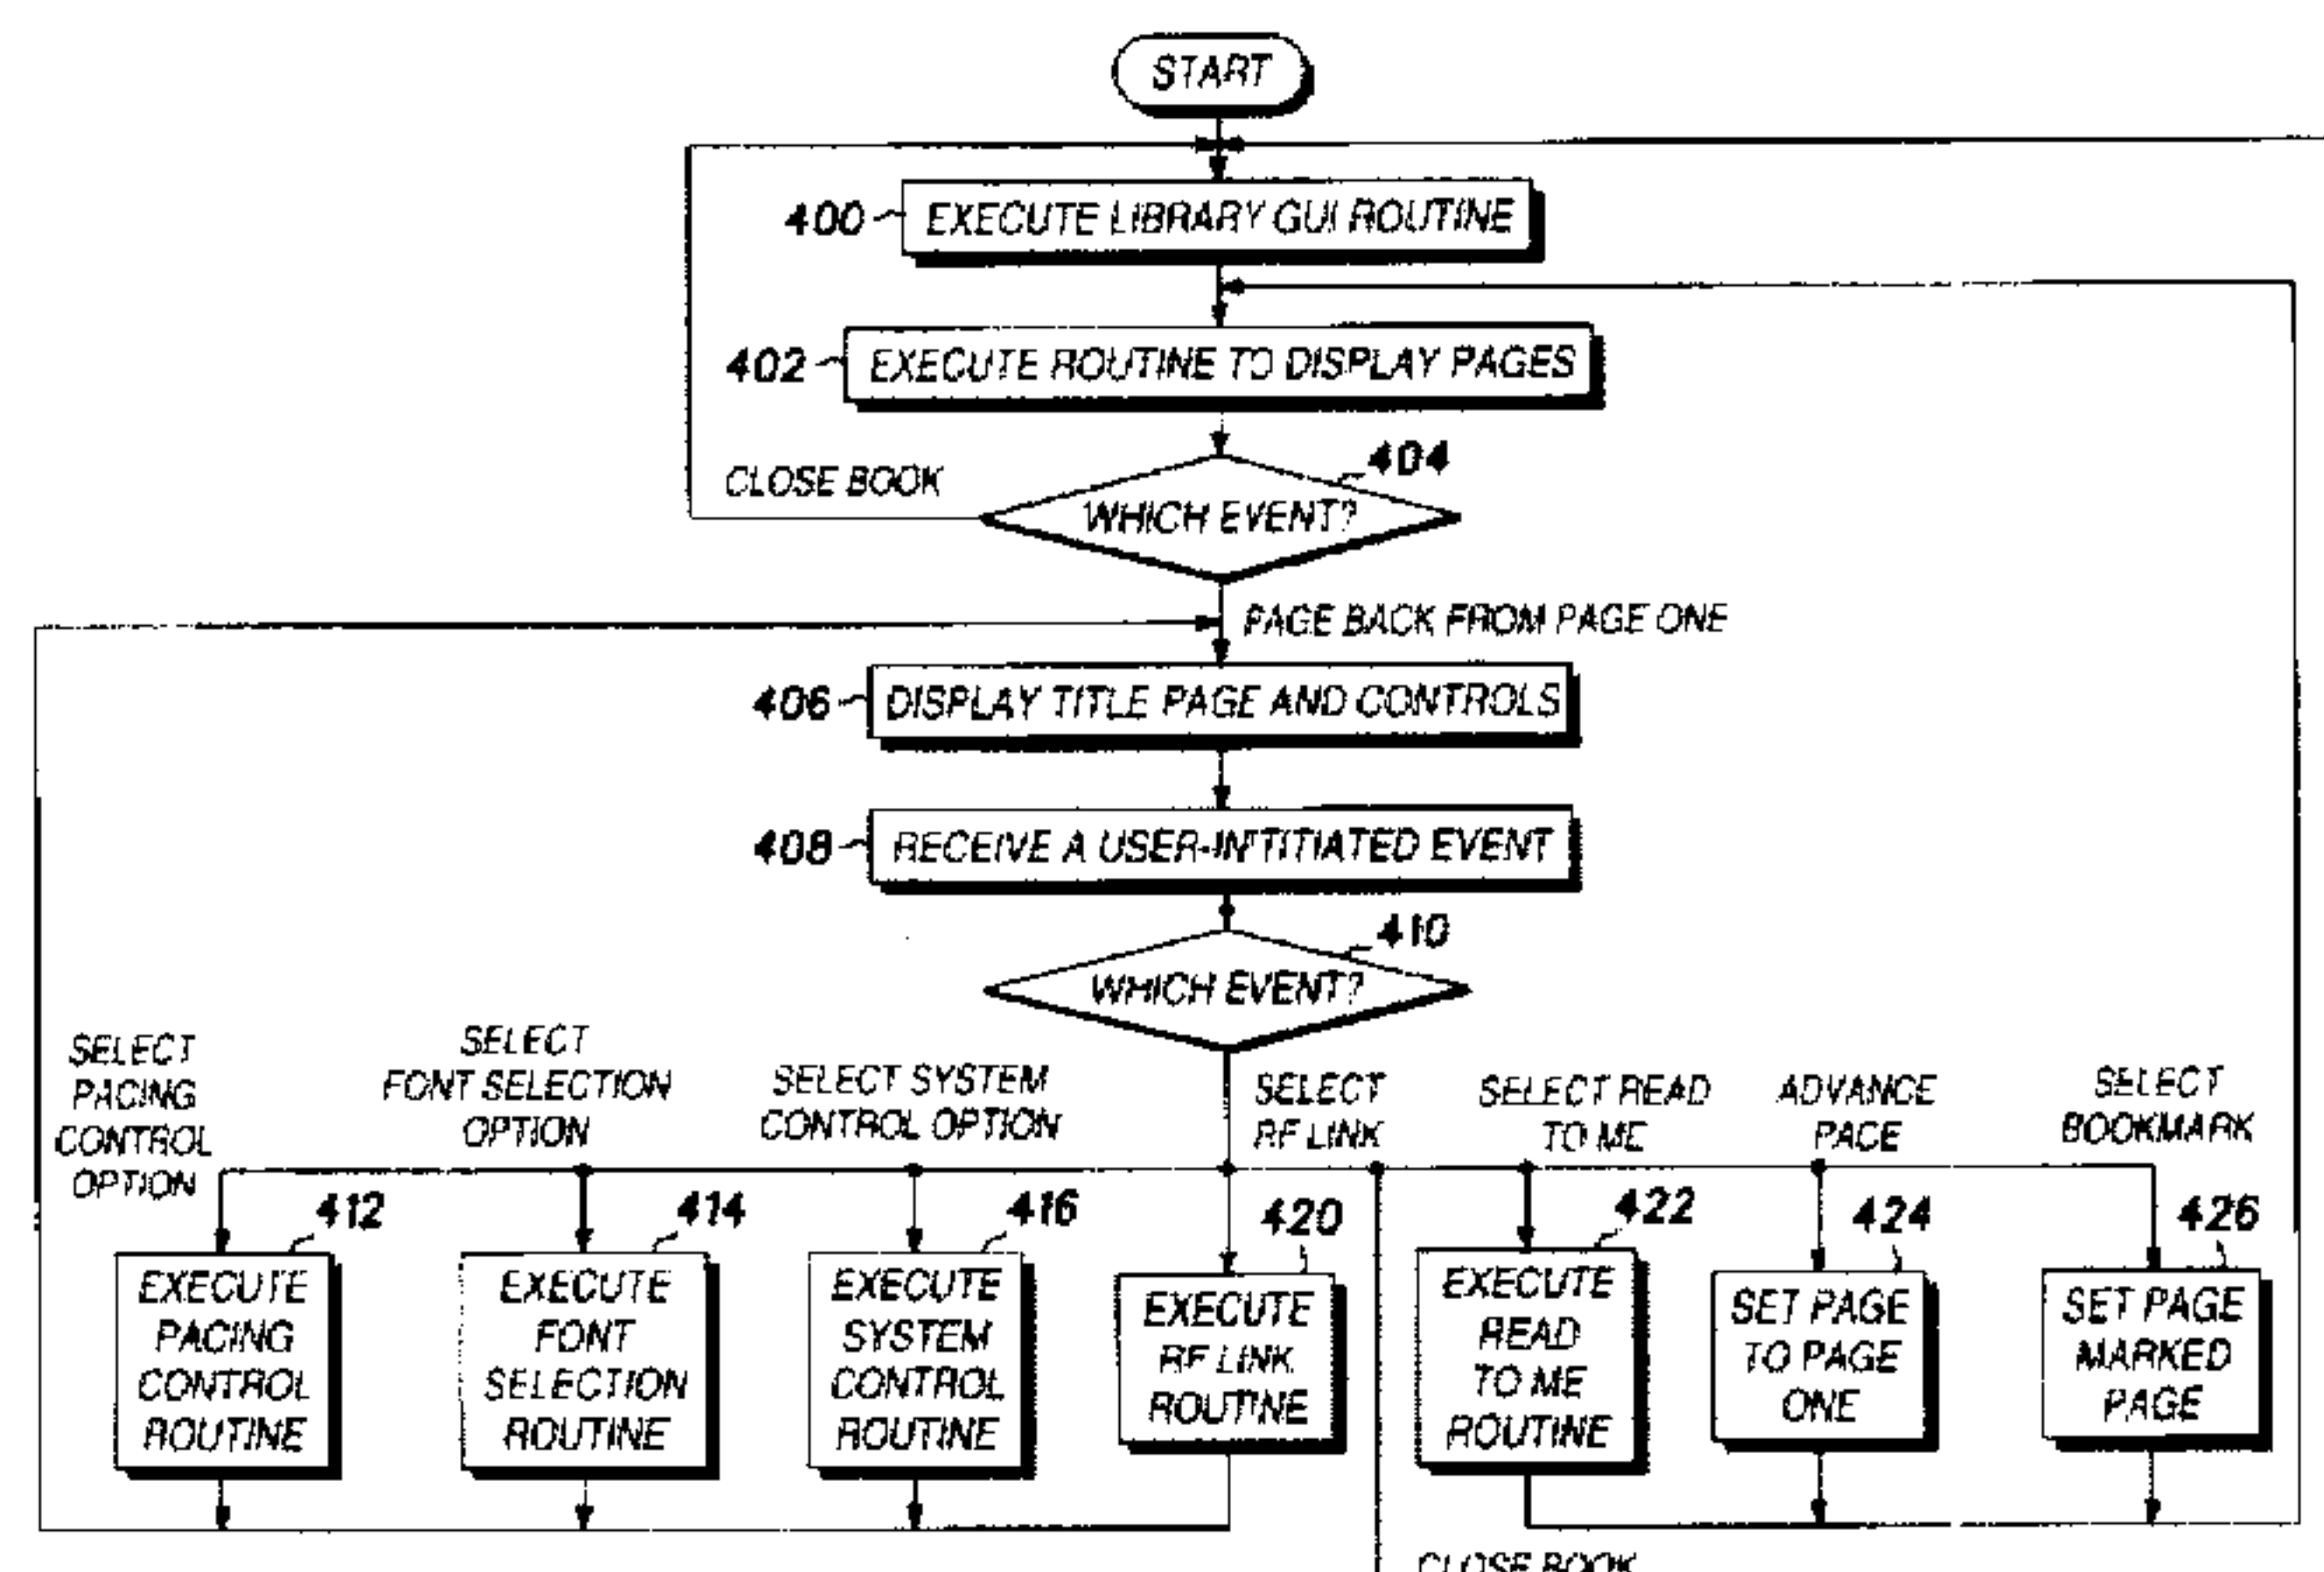 START
400
EXECUTE LIBRARY GUI ROUTINE
402
EXECUTE ROUTINE TO DISPLAY PAGES
404
CLOSE BOOK
WHICH EVENT?
PAGE BACK FROM PAGE ONE
406
DISPLAY TITLE PAGE AND CONTROLS
408
RECEIVE A USER-INTITIATED EVENT
410
WHICH EVENT?
SELECT
PACING
CONTROL
OPTION
SELECT
FONT SELECTION
OPTION
SELECT SYSTEM
CONTROL OPTION
SELECT
RF LINK
SELECT READ
TO ME
ADVANCE
PAGE
SELECT
BOOKMARK
412
EXECUTE
PACING
CONTROL
ROUTINE
414
EXECUTE
FONT
SELECTION
ROUTINE
416
EXECUTE
SYSTEM
CONTROL
ROUTINE
420
EXECUTE
RF LINK
ROUTINE
422
EXECUTE
READ
TO ME
ROUTINE
424
SET PAGE
TO PAGE
ONE
426
SET PAGE
MARKED
PAGE
CLOSE BOOK